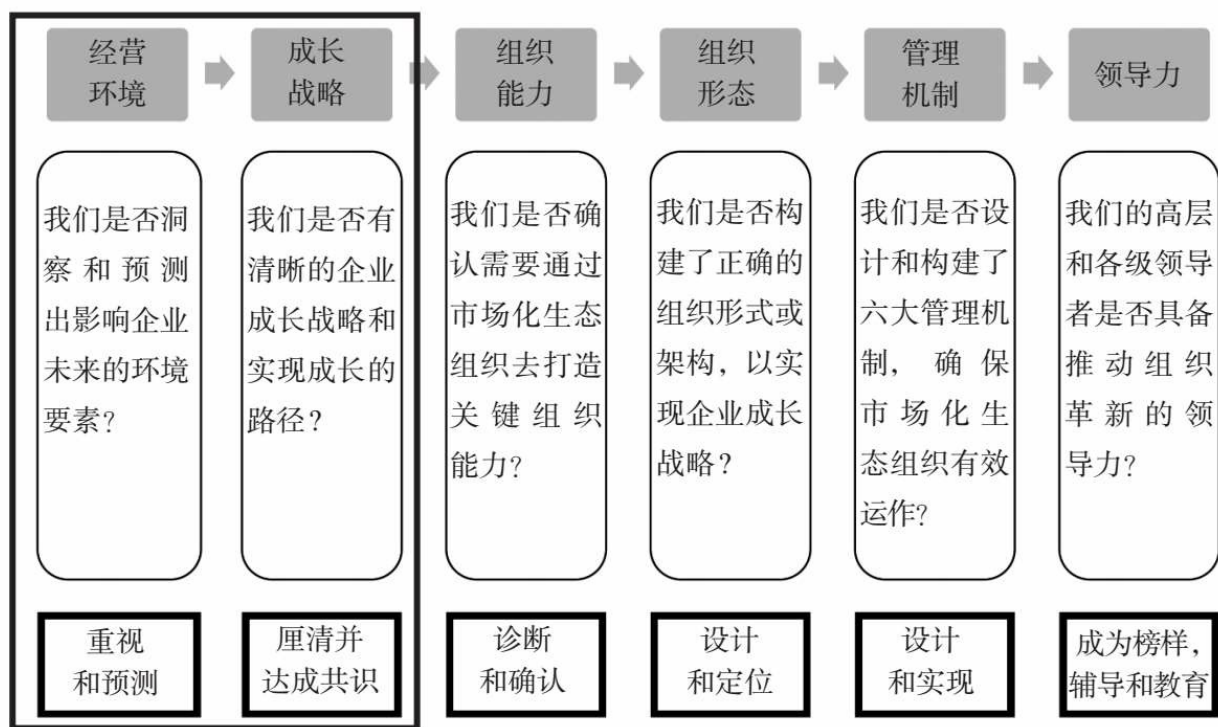 经营
环境
成长
战略
组织
能力
组织
形态
管理
机制
领导力
我们是否洞
察和预测
出影响企业
未来的环境
要素？
我们是否有
清晰的企业
成长战略和
实现成长的
路径？
我们是否确
认需要通过
市场化生态
组织去打造
关键组织
能力？
我们是否构
建了正确的
组织形式或
架构，以实
现企业成长
战略？
我们是否设
计和构建了
六大管理机
制，确保
市场化生
态组织有效
运作？
我们的高层
和各级领导
者是否具备
推动组织
革新的领
导力？
重视
和预测
厘清并
达成共识
诊断
和确认
设计
和定位
设计
和实现
成为榜样，
辅导和教育